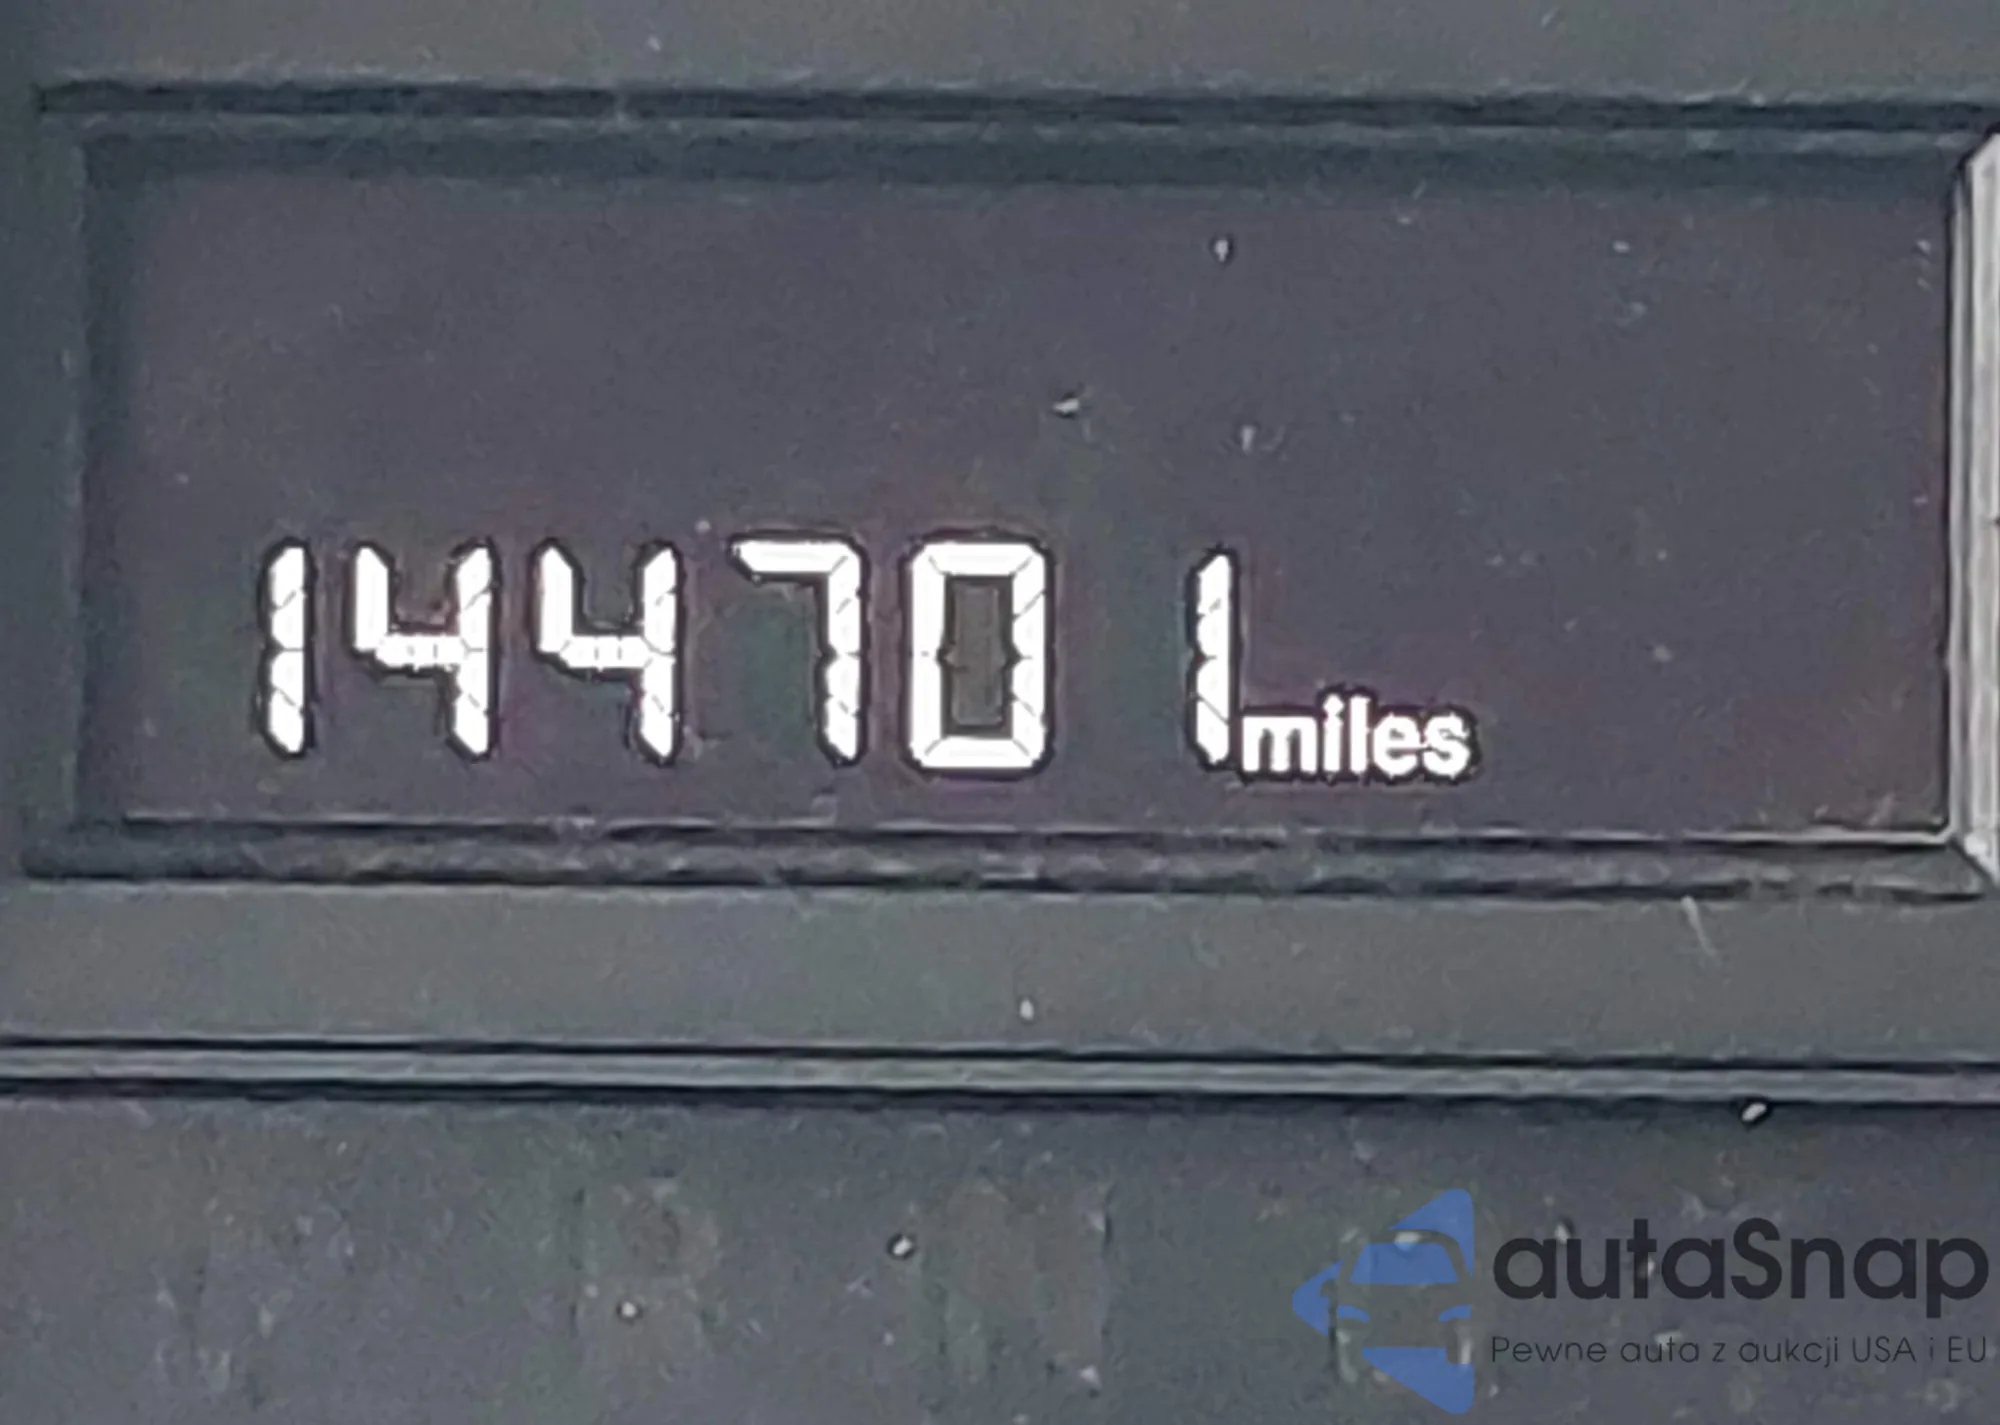 144701 miles
autaSnap
Pewne auta z aukcji USA i EU